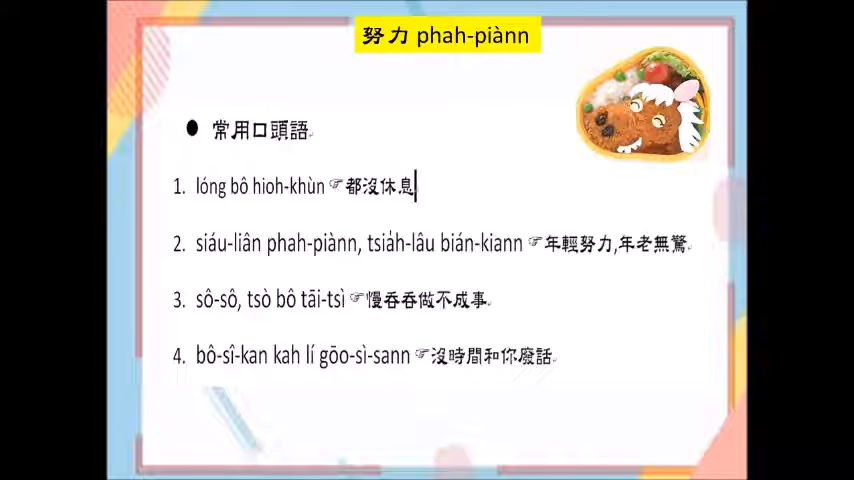 努力 phah-piànn
● 常用口頭語
1. lóng bô hioh-khùn ☞都沒休息
2. siáu-liân phah-piànn, tsia̍h-lâu bián-kiann ☞年輕努力,年老無驚
3. sô-sô, tsò bô tāi-tsì ☞慢吞吞做不成事
4. bô-sî-kan kah lí gōo-sì-sann ☞沒時間和你廢話